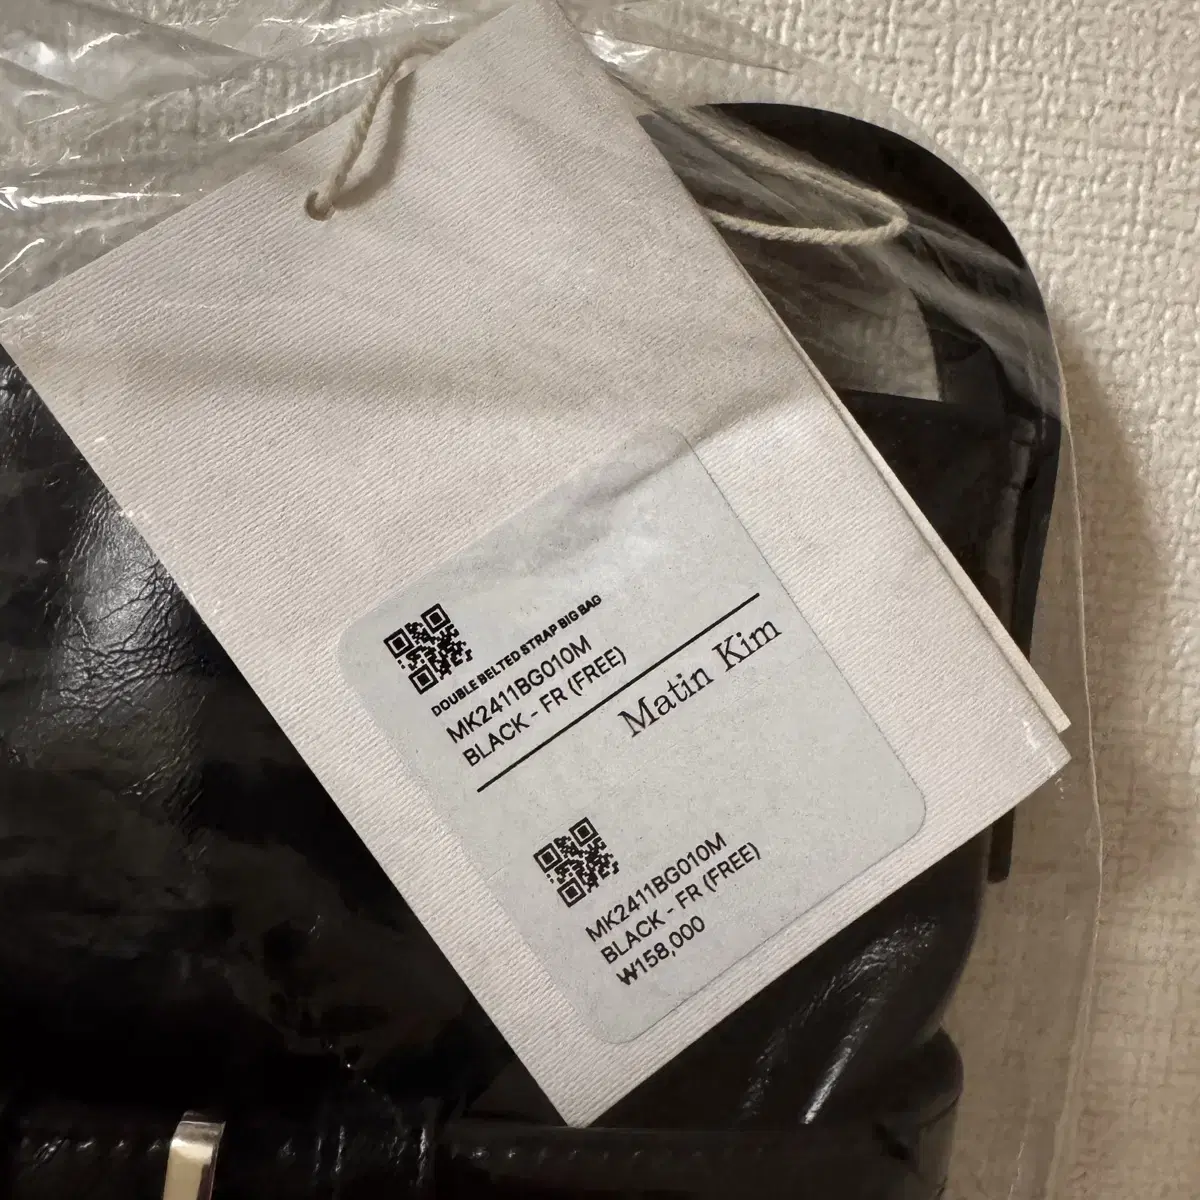 DOUBLE BELTED STRAP BIG BAG
MK2411BG010M
BLACK - FR (FREE)
Matin Kim
MK2411BG010M
BLACK - FR (FREE)
₩158,000